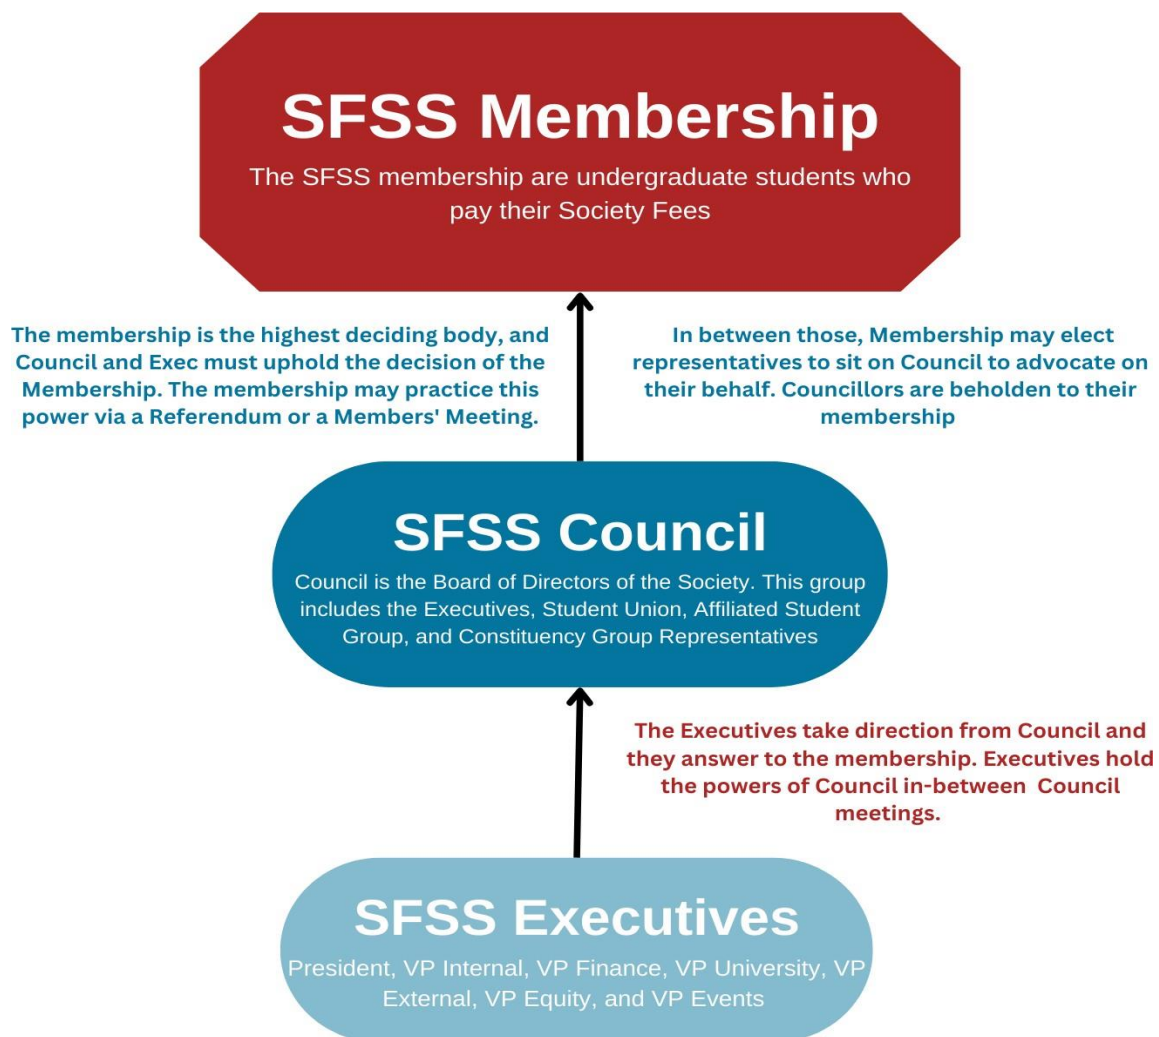 SFSS Membership
The SFSS membership are undergraduate students who
pay their Society Fees
The membership is the highest deciding body, and
Council and Exec must uphold the decision of the
Membership. The membership may practice this
power via a Referendum or a Members' Meeting.
In between those, Membership may elect
representatives to sit on Council to advocate on
their behalf. Councillors are beholden to their
membership
SFSS Council
Council is the Board of Directors of the Society. This group
includes the Executives, Student Union, Affiliated Student
Group, and Constituency Group Representatives
The Executives take direction from Council and
they answer to the membership. Executives hold
the powers of Council in-between Council
meetings.
SFSS Executives
President, VP Internal, VP Finance, VP University, VP
External, VP Equity, and VP Events